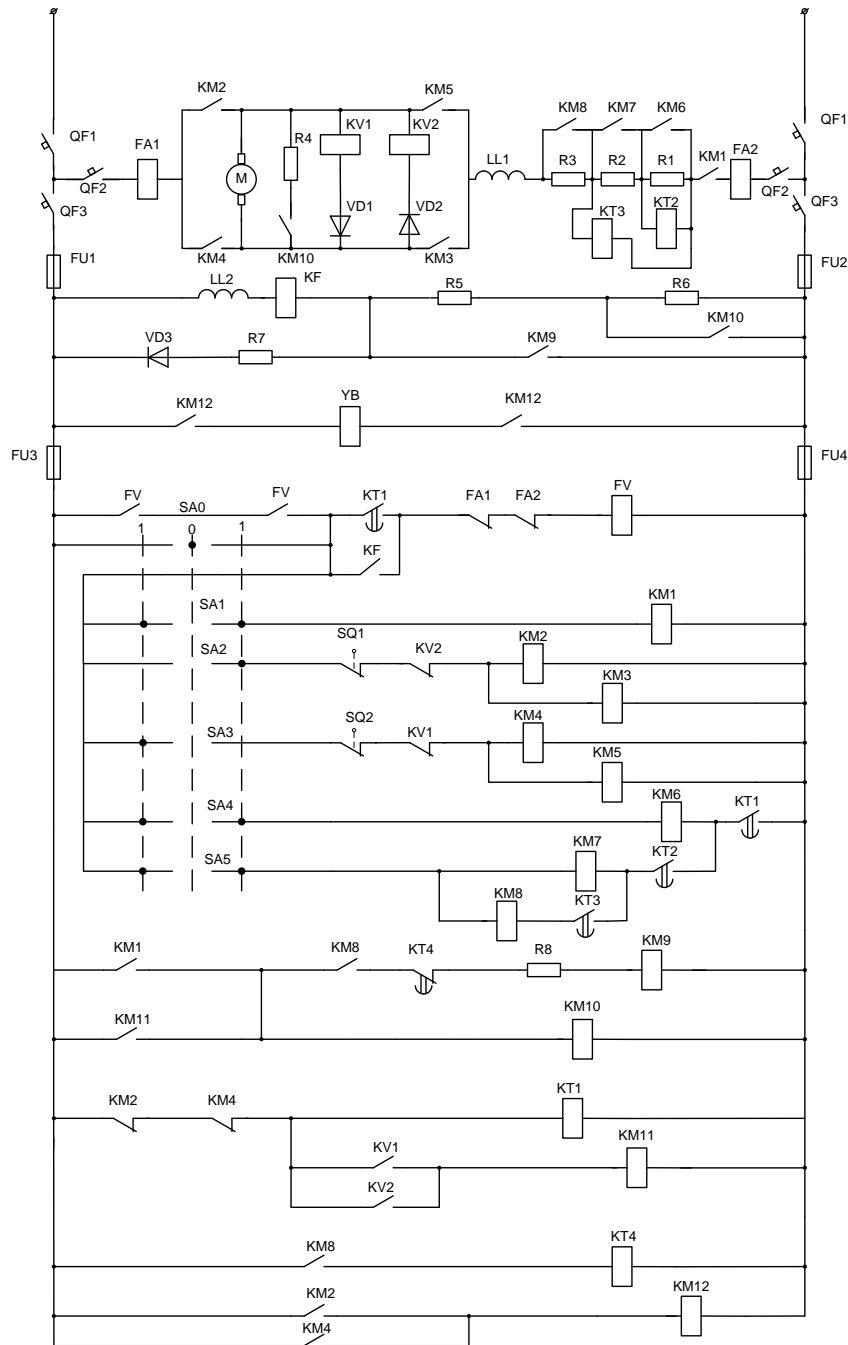 KM2
KM5
KM8
KM7
KM6
QF1
QF1
FA1
R4
KV1
KV2
LL1
R3
R2
R1
KM1
FA2
QF2
M
QF2
QF3
VD1
VD2
KT3
KT2
QF3
KM4
KM10
KM3
FU1
FU2
LL2
KF
R5
R6
KM10
VD3
R7
KM9
KM12
YB
KM12
FU3
FU4
FV
SA0
FV
KT1
FA1
FA2
FV
1
0
1
KF
SA1
KM1
SA2
SQ1
KV2
KM2
KM3
SA3
SQ2
KV1
KM4
KM5
SA4
KM6
KT1
SA5
KM7
KT2
KM8
KT3
KM1
KM8
KT4
R8
KM9
KM11
KM10
KM2
KM4
KT1
KV1
KM11
KV2
KM8
KT4
KM2
KM12
KM4